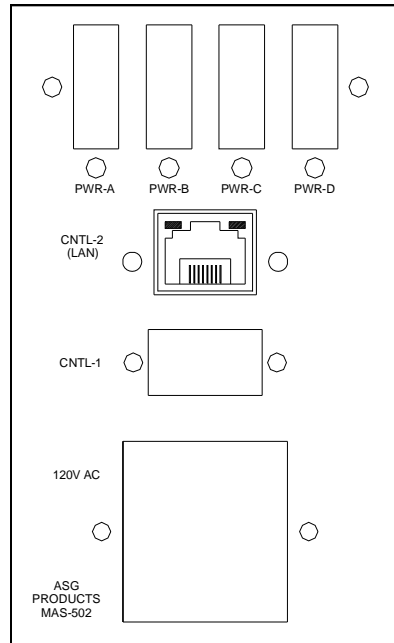 PWR-A PWR-B PWR-C PWR-D
CNTL-2
(LAN)
CNTL-1
120V AC
ASG
PRODUCTS
MAS-502